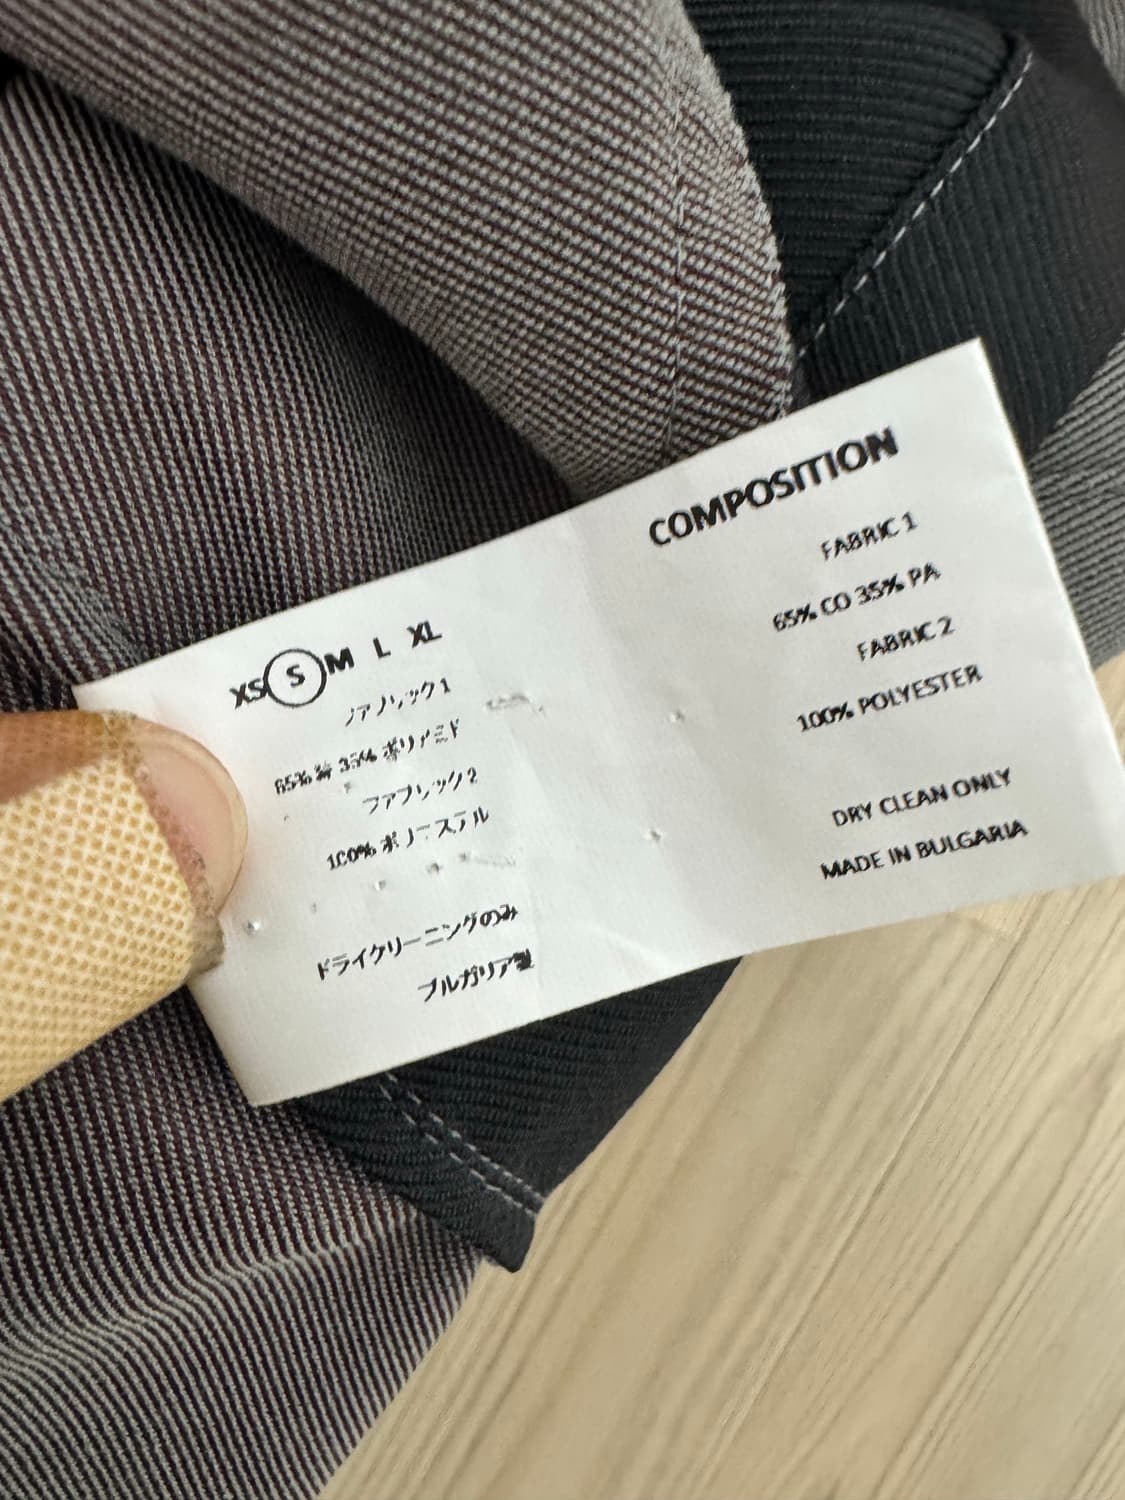 XS S M L XL
ファブリック 1
65% 綿 35% ポリアミド
ファブリック 2
100% ポリエステル
ドライクリーニングのみ
ブルガリア製
COMPOSITION
FABRIC 1
65% CO 35% PA
FABRIC 2
100% POLYESTER
DRY CLEAN ONLY
MADE IN BULGARIA